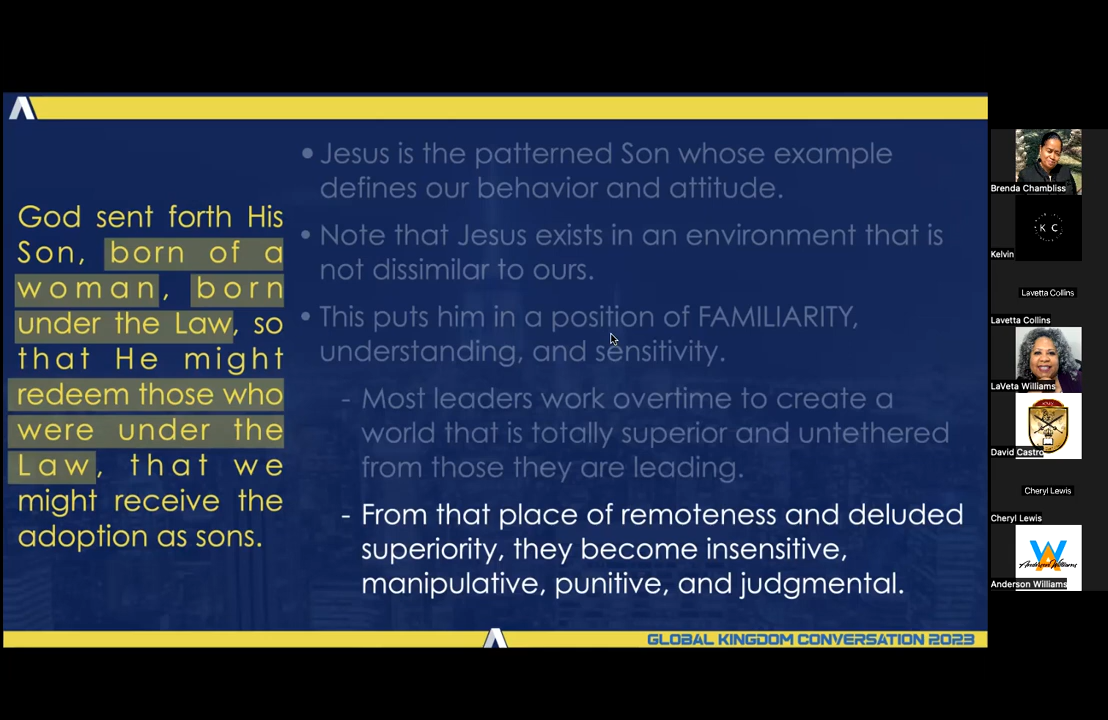 God sent forth His
Son, born of a
woman, born
under the Law, so
that He might
redeem those who
were under the
Law, that we
might receive the
adoption as sons.
• Jesus is the patterned Son whose example
defines our behavior and attitude.
• Note that Jesus exists in an environment that is
not dissimilar to ours.
• This puts him in a position of FAMILIARITY,
understanding, and sensitivity.
- Most leaders work overtime to create a
world that is totally superior and untethered
from those they are leading.
- From that place of remoteness and deluded
superiority, they become insensitive,
manipulative, punitive, and judgmental.
GLOBAL KINGDOM CONVERSATION 2023
Brenda Chambliss
K C
Kelvin
Lavetta Collins
Lavetta Collins
LaVeta Williams
David Castro
Cheryl Lewis
Cheryl Lewis
Anderson Williams
Anderson Williams